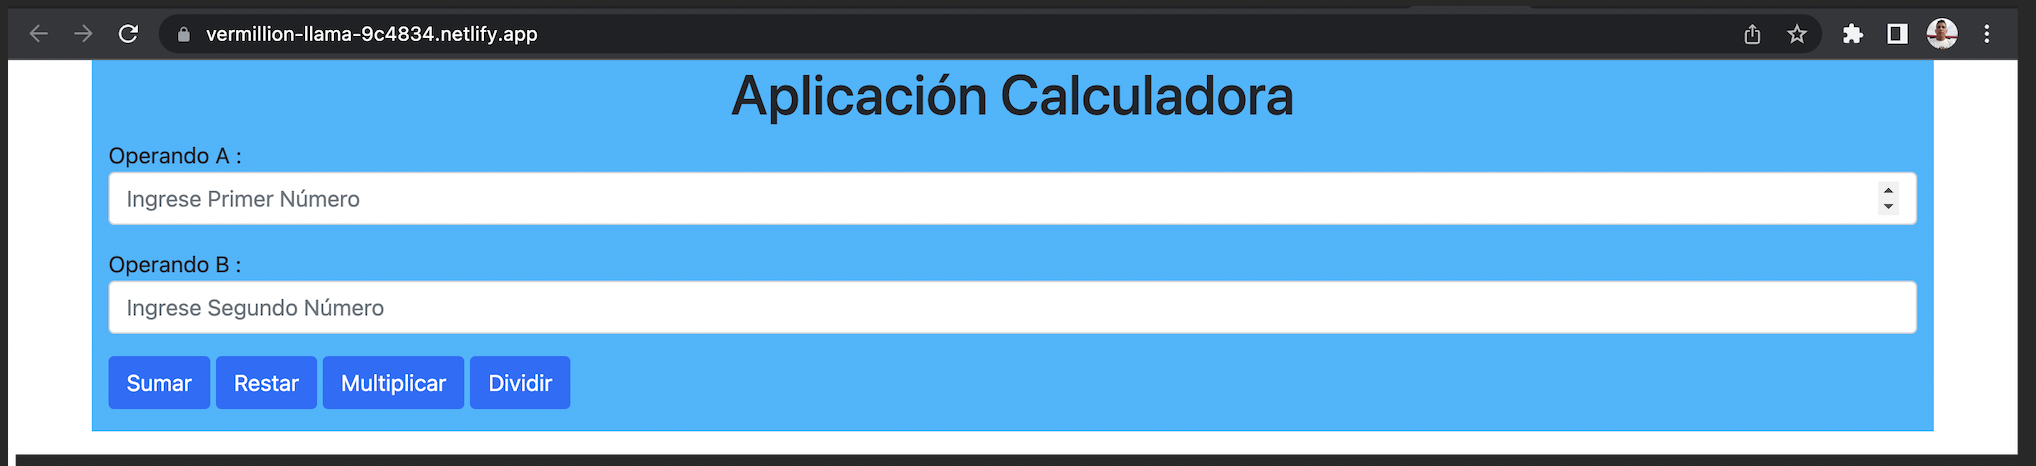 vermillion-llama-9c4834.netlify.app
Aplicación Calculadora
Operando A :
Ingrese Primer Número
Operando B :
Ingrese Segundo Número
Sumar Restar Multiplicar Dividir